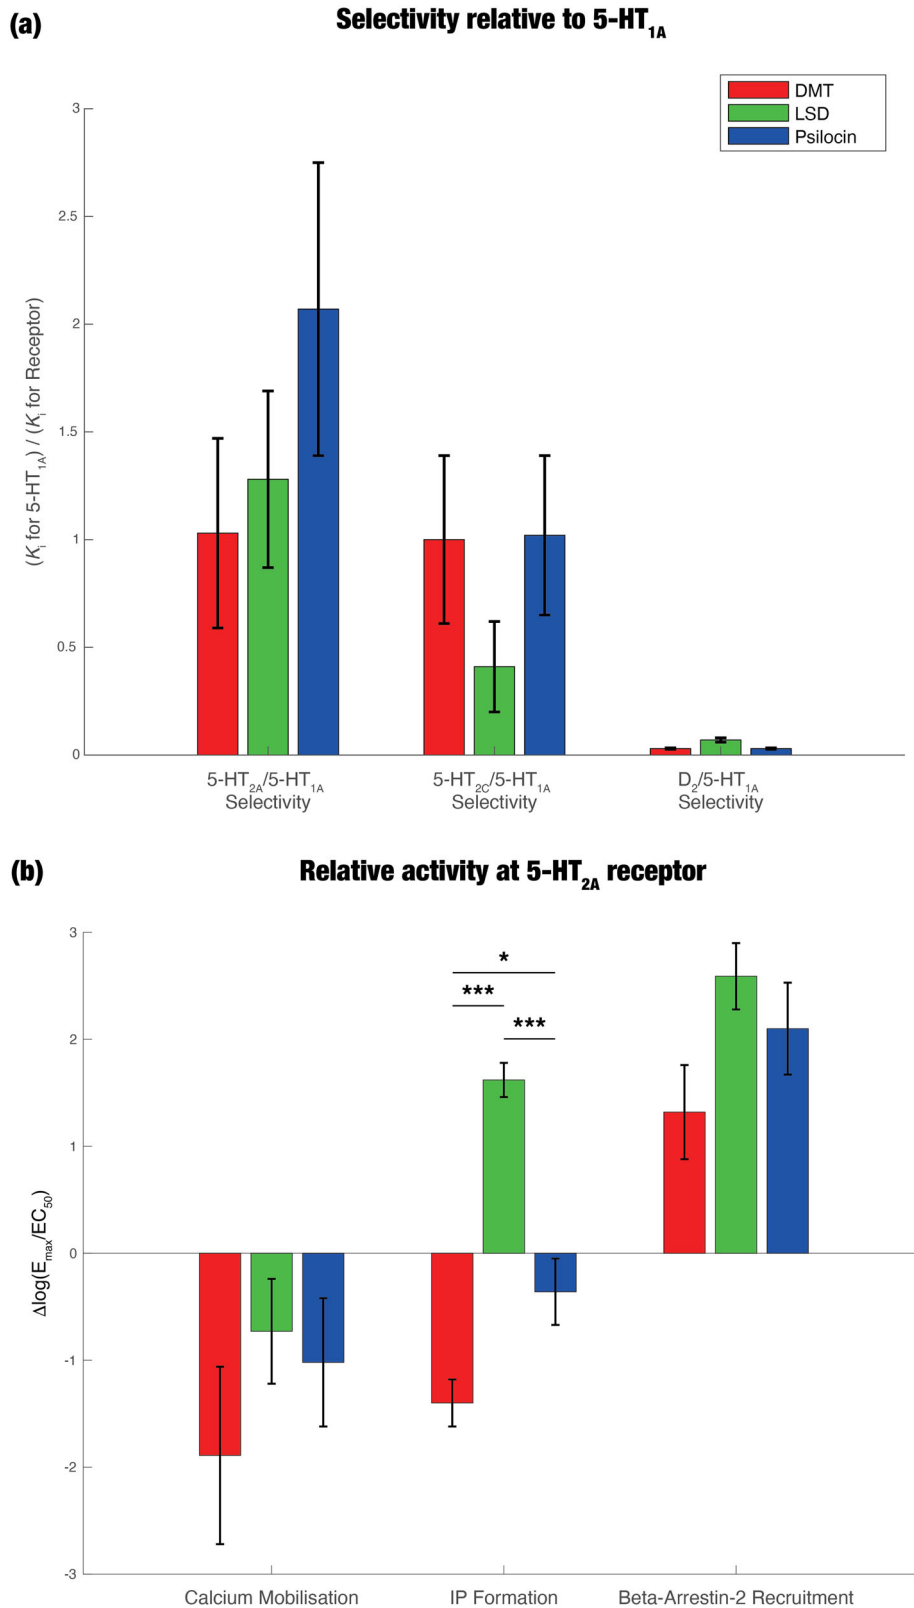 (a)
Selectivity relative to 5-HT1A
DMT
LSD
Psilocin
3
2.5
2
1.5
1
0.5
0
(Ki for 5-HT1A) / (Ki for Receptor)
5-HT2A/5-HT1A
Selectivity
5-HT2C/5-HT1A
Selectivity
D2/5-HT1A
Selectivity
(b)
Relative activity at 5-HT2A receptor
3
2
1
0
-1
-2
-3
Δlog(Emax/EC50)
*
***
***
Calcium Mobilisation
IP Formation
Beta-Arrestin-2 Recruitment